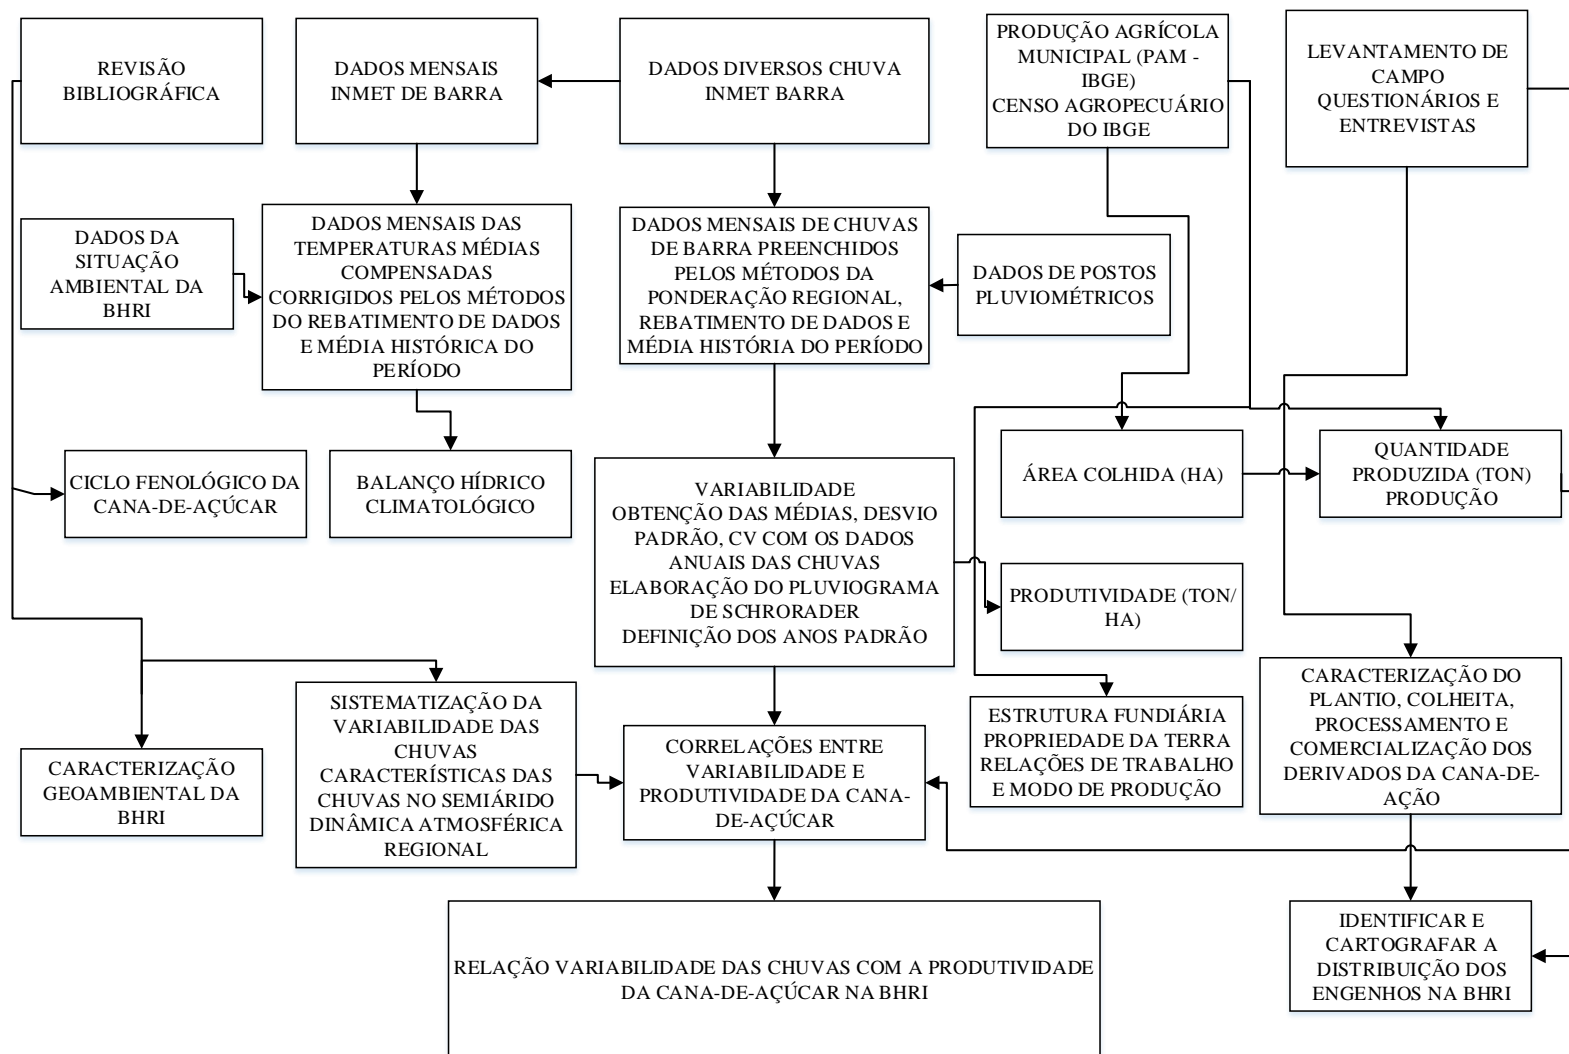 REVISÃO
BIBLIOGRÁFICA
DADOS MENSAIS
INMET DE BARRA
DADOS DIVERSOS CHUVA
INMET BARRA
PRODUÇÃO AGRÍCOLA
MUNICIPAL (PAM -
IBGE)
CENSO AGROPECUÁRIO
DO IBGE
LEVANTAMENTO DE
CAMPO
QUESTIONÁRIOS E
ENTREVISTAS
DADOS DA
SITUAÇÃO
AMBIENTAL DA
BHRI
DADOS MENSAIS DAS
TEMPERATURAS MÉDIAS
COMPENSADAS
CORRIGIDOS PELOS MÉTODOS
DO REBATIMENTO DE DADOS
E MÉDIA HISTÓRICA DO
PERÍODO
DADOS MENSAIS DE CHUVAS
DE BARRA PREENCHIDOS
PELOS MÉTODOS DA
PONDERAÇÃO REGIONAL,
REBATIMENTO DE DADOS E
MÉDIA HISTÓRIA DO PERÍODO
DADOS DE POSTOS
PLUVIOMÉTRICOS
CICLO FENOLÓGICO DA
CANA-DE-AÇÚCAR
BALANÇO HÍDRICO
CLIMATOLÓGICO
VARIABILIDADE
OBTENÇÃO DAS MÉDIAS, DESVIO
PADRÃO, CV COM OS DADOS
ANUAIS DAS CHUVAS
ELABORAÇÃO DO PLUVIOGRAMA
DE SCHRORADER
DEFINIÇÃO DOS ANOS PADRÃO
ÁREA COLHIDA (HA)
QUANTIDADE
PRODUZIDA (TON)
PRODUÇÃO
PRODUTIVIDADE (TON/
HA)
CARACTERIZAÇÃO
GEOAMBIENTAL DA
BHRI
SISTEMATIZAÇÃO DA
VARIABILIDADE DAS
CHUVAS
CARACTERÍSTICAS DAS
CHUVAS NO SEMIÁRIDO
DINÂMICA ATMOSFÉRICA
REGIONAL
CORRELAÇÕES ENTRE
VARIABILIDADE E
PRODUTIVIDADE DA CANA-
DE-AÇÚCAR
ESTRUTURA FUNDIÁRIA
PROPRIEDADE DA TERRA
RELAÇÕES DE TRABALHO
E MODO DE PRODUÇÃO
CARACTERIZAÇÃO DO
PLANTIO, COLHEITA,
PROCESSAMENTO E
COMERCIALIZAÇÃO DOS
DERIVADOS DA CANA-DE-
AÇÃO
RELAÇÃO VARIABILIDADE DAS CHUVAS COM A PRODUTIVIDADE
DA CANA-DE-AÇÚCAR NA BHRI
IDENTIFICAR E
CARTOGRAFAR A
DISTRIBUIÇÃO DOS
ENGENHOS NA BHRI